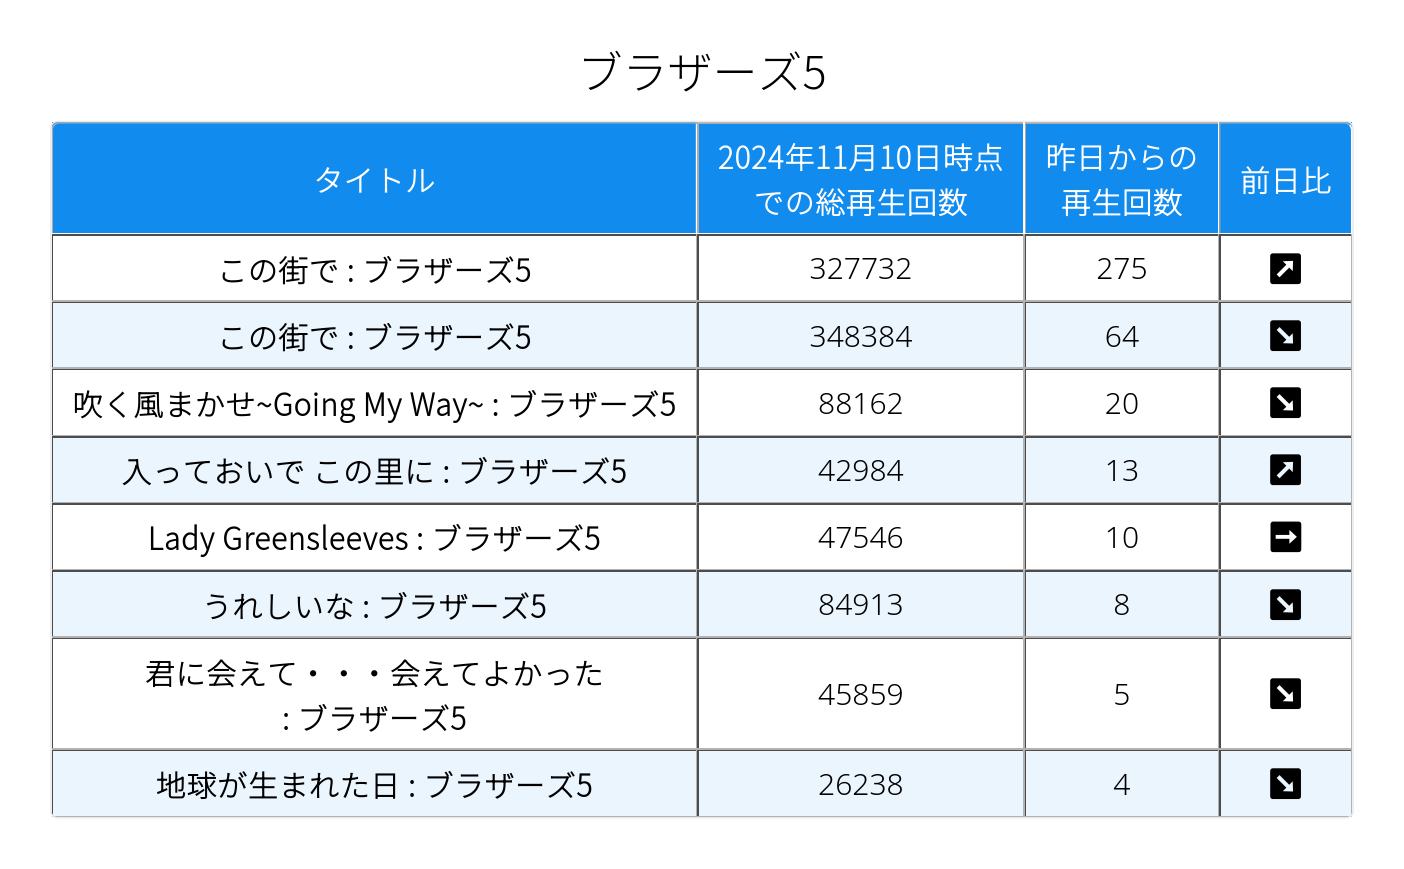 ブラザーズ5
タイトル
2024年11月10日時点
での総再生回数
昨日からの
再生回数
前日比
この街で : ブラザーズ5
327732
275
この街で : ブラザーズ5
348384
64
吹く風まかせ~Going My Way~ : ブラザーズ5
88162
20
入っておいで この里に : ブラザーズ5
42984
13
Lady Greensleeves : ブラザーズ5
47546
10
うれしいな : ブラザーズ5
84913
8
君に会えて・・・会えてよかった
: ブラザーズ5
45859
5
地球が生まれた日 : ブラザーズ5
26238
4